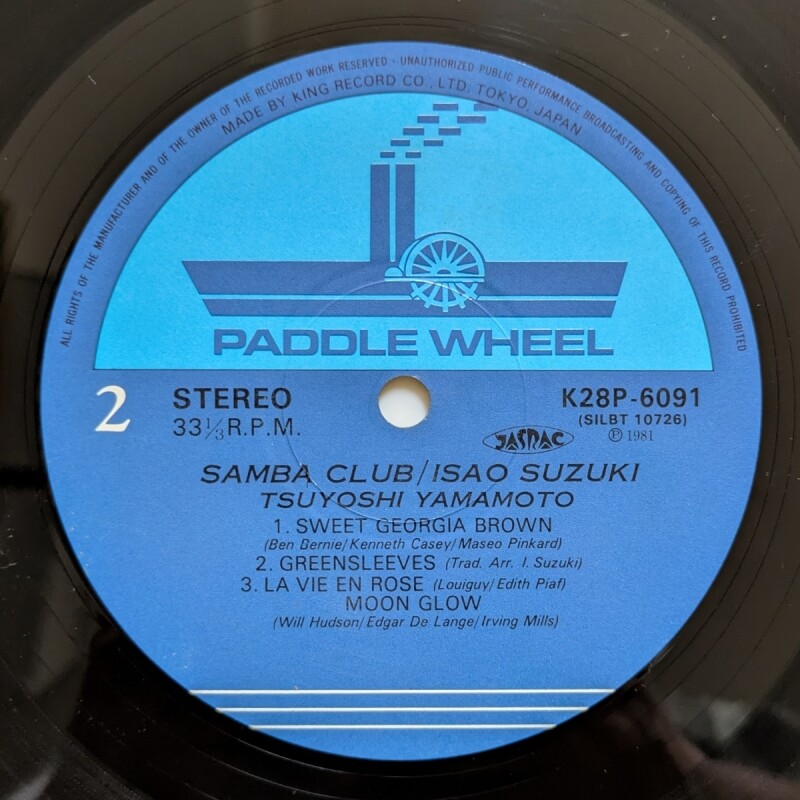 ALL RIGHTS OF THE MANUFACTURER AND OF THE OWNER OF THE RECORDED WORK RESERVED · UNAUTHORIZED PUBLIC PERFORMANCE BROADCASTING AND COPYING OF THIS RECORD PROHIBITED
MADE BY KING RECORD CO., LTD. TOKYO, JAPAN
PADDLE WHEEL
2 STEREO K28P-6091
33⅓ R.P.M. (SILBT 10726)
JASRAC ℗ 1981
SAMBA CLUB/ISAO SUZUKI
TSUYOSHI YAMAMOTO
1. SWEET GEORGIA BROWN
(Ben Bernie/Kenneth Casey/Maseo Pinkard)
2. GREENSLEEVES (Trad. Arr. I. Suzuki)
3. LA VIE EN ROSE (Louiguy/Edith Piaf)
MOON GLOW
(Will Hudson/Edgar De Lange/Irving Mills)